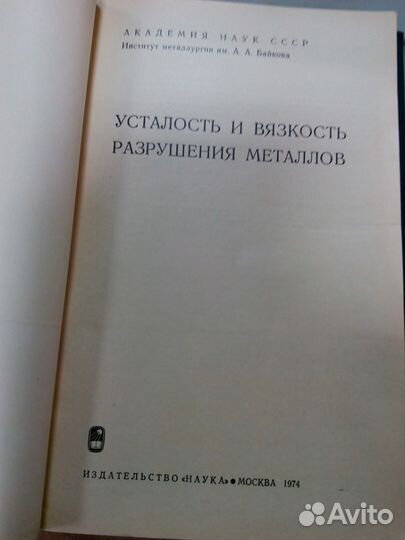 АКАДЕМИЯ НАУК СССР
Институт металлургии им. А. А. Байкова
УСТАЛОСТЬ И ВЯЗКОСТЬ
РАЗРУШЕНИЯ МЕТАЛЛОВ
ИЗДАТЕЛЬСТВО «НАУКА» • МОСКВА 1974
Avito